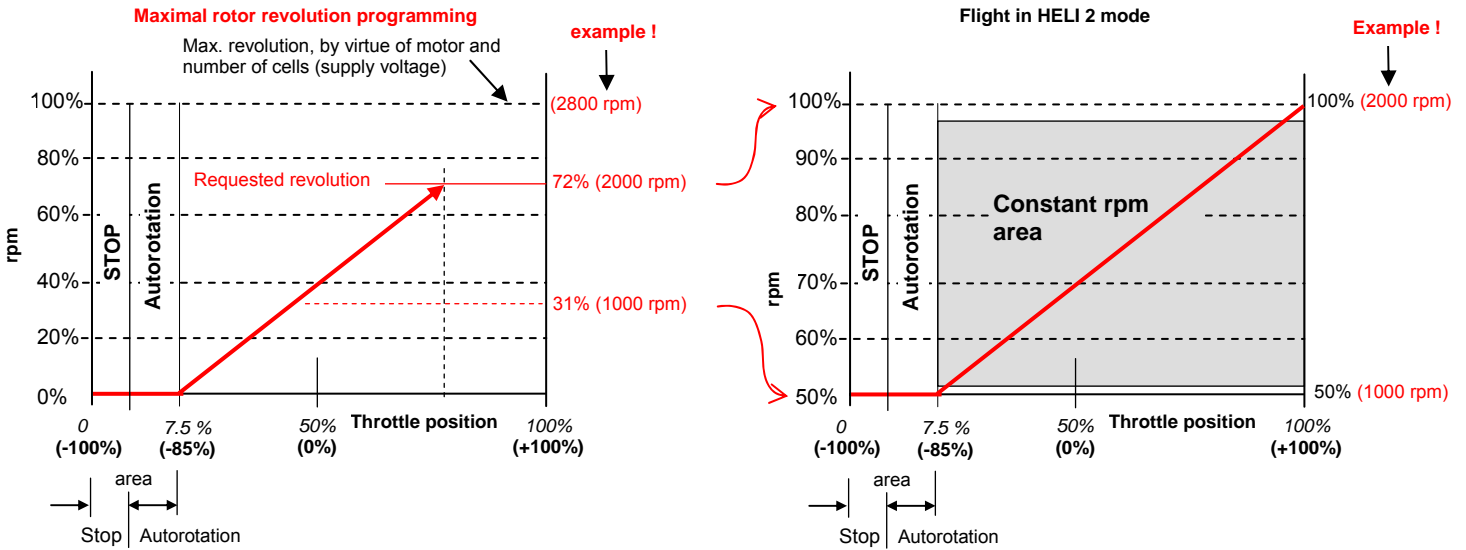 Maximal rotor revolution programming
example !
Max. revolution, by virtue of motor and
number of cells (supply voltage)
100%
(2800 rpm)
80%
Requested revolution
72% (2000 rpm)
60%
STOP
Autorotation
rpm
40%
31% (1000 rpm)
20%
0%
0
7.5 %
50%
Throttle position
100%
(-100%)
(-85%)
(0%)
(+100%)
area
Stop
Autorotation
Flight in HELI 2 mode
Example !
100%
100% (2000 rpm)
90%
Constant rpm
area
80%
STOP
Autorotation
rpm
70%
60%
50%
50% (1000 rpm)
0
7.5 %
50%
Throttle position
100%
(-100%)
(-85%)
(0%)
(+100%)
area
Stop
Autorotation